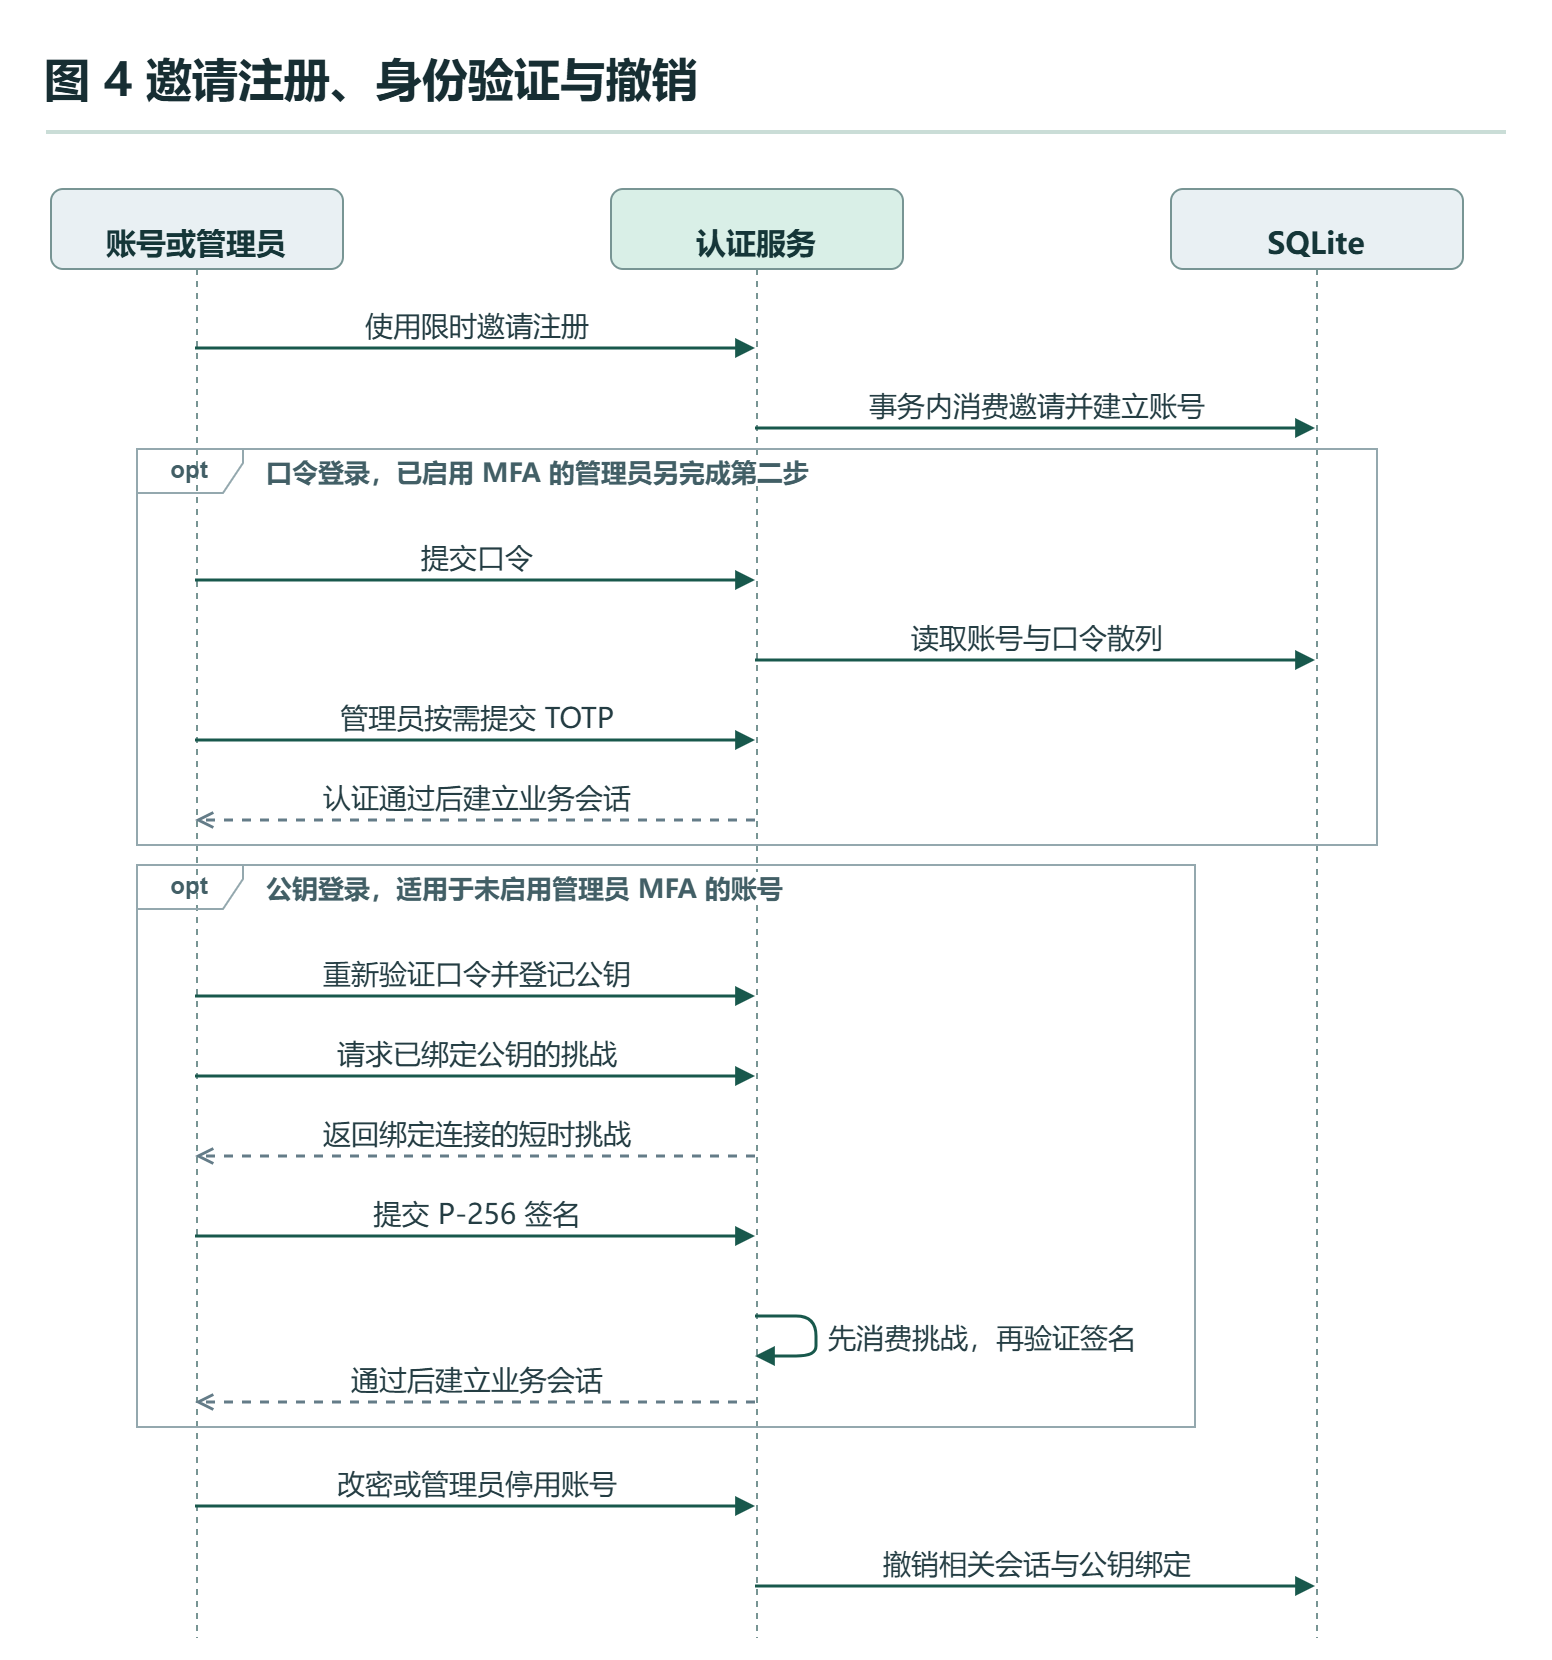 图 4 邀请注册、身份验证与撤销
账号或管理员
认证服务
SQLite
使用限时邀请注册
事务内消费邀请并建立账号
opt
口令登录，已启用 MFA 的管理员另完成第二步
提交口令
读取账号与口令散列
管理员按需提交 TOTP
认证通过后建立业务会话
opt
公钥登录，适用于未启用管理员 MFA 的账号
重新验证口令并登记公钥
请求已绑定公钥的挑战
返回绑定连接的短时挑战
提交 P-256 签名
先消费挑战，再验证签名
通过后建立业务会话
改密或管理员停用账号
撤销相关会话与公钥绑定